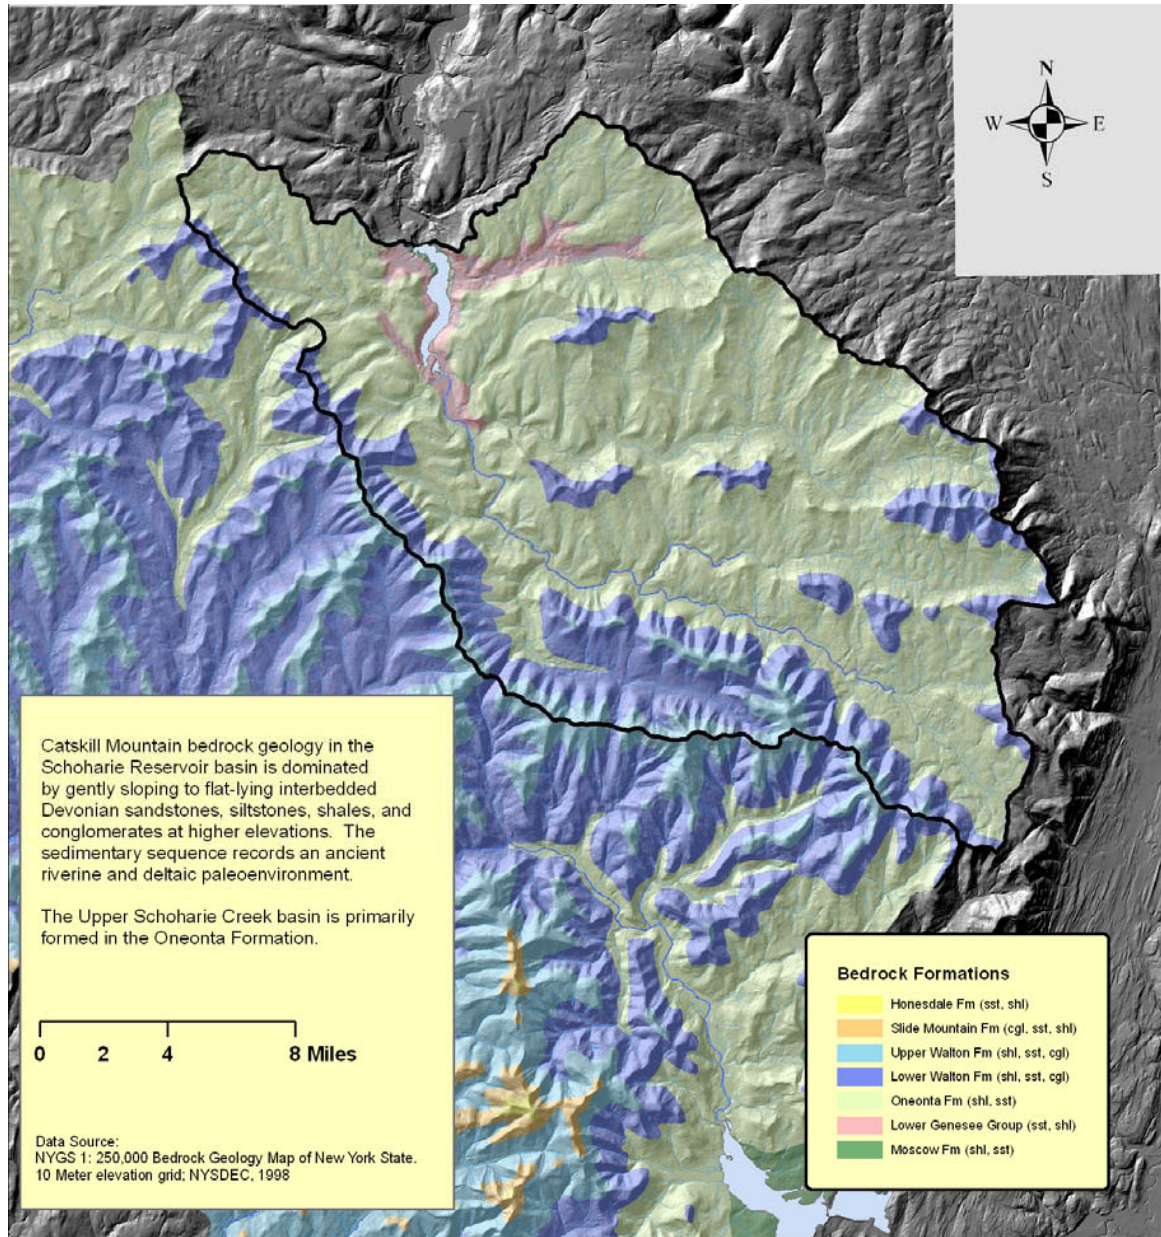 N
W E
S
Catskill Mountain bedrock geology in the
Schoharie Reservoir basin is dominated
by gently sloping to flat-lying interbedded
Devonian sandstones, siltstones, shales, and
conglomerates at higher elevations. The
sedimentary sequence records an ancient
riverine and deltaic paleoenvironment.
The Upper Schoharie Creek basin is primarily
formed in the Oneonta Formation.
0 2 4 8 Miles
Data Source:
NYGS 1: 250,000 Bedrock Geology Map of New York State.
10 Meter elevation grid; NYSDEC, 1998
Bedrock Formations
Honesdale Fm (sst, shl)
Slide Mountain Fm (cgl, sst, shl)
Upper Walton Fm (shl, sst, cgl)
Lower Walton Fm (shl, sst, cgl)
Oneonta Fm (shl, sst)
Lower Genesee Group (sst, shl)
Moscow Fm (shl, sst)